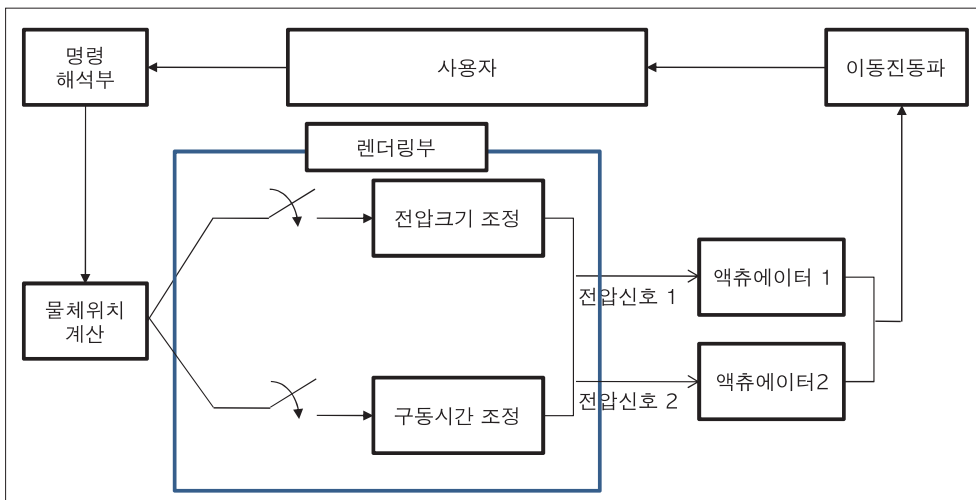 명령
해석부
사용자
이동진동파
렌더링부
전압크기 조정
물체위치
계산
전압신호 1
액츄에이터 1
구동시간 조정
전압신호 2
액츄에이터2